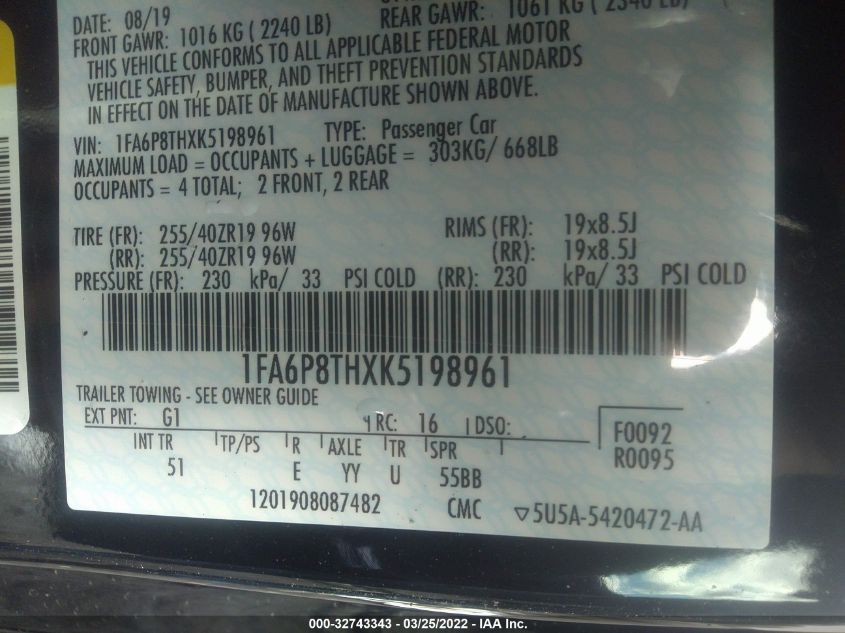 DATE: 08/19
REAR GAWR: 1061 KG ( 2340 LB)
FRONT GAWR: 1016 KG ( 2240 LB)
THIS VEHICLE CONFORMS TO ALL APPLICABLE FEDERAL MOTOR
VEHICLE SAFETY, BUMPER, AND THEFT PREVENTION STANDARDS
IN EFFECT ON THE DATE OF MANUFACTURE SHOWN ABOVE.
VIN: 1FA6P8THXK5198961 TYPE: Passenger Car
MAXIMUM LOAD = OCCUPANTS + LUGGAGE = 303KG/ 668LB
OCCUPANTS = 4 TOTAL; 2 FRONT, 2 REAR
TIRE (FR): 255/40ZR19 96W RIMS (FR): 19x8.5J
(RR): 255/40ZR19 96W (RR): 19x8.5J
PRESSURE (FR): 230 kPa/ 33 PSI COLD (RR): 230 kPa/ 33 PSI COLD
1FA6P8THXK5198961
TRAILER TOWING - SEE OWNER GUIDE
EXT PNT: G1 RC: 16 DSO:
F0092
R0095
INT TR TP/PS R AXLE TR SPR
51 E YY U 55BB
1201908087482 CMC ▽5U5A-5420472-AA
000-32743343 - 03/25/2022 - IAA Inc.